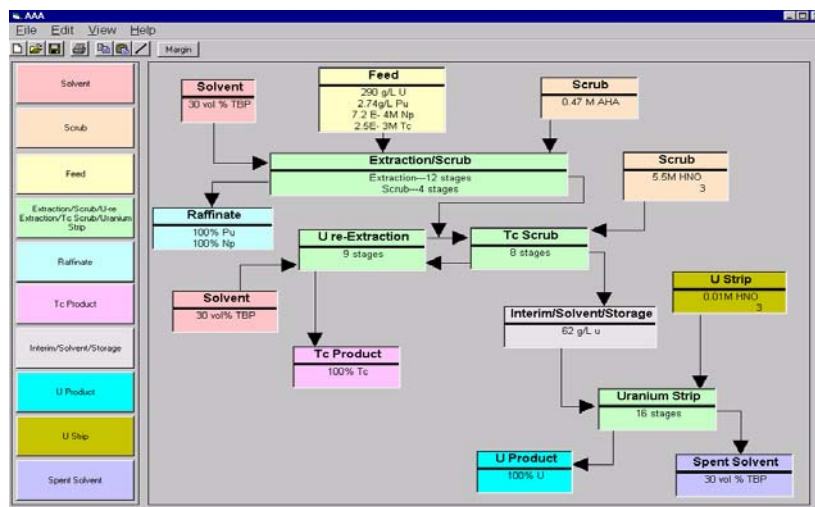 AAA
File Edit View Help
Margin
Solvent
Scrub
Feed
Extraction/Scrub/U-re
Extraction/Tc Scrub/Uranium
Strip
Raffinate
Tc Product
Interim/Solvent/Storage
U Product
U Strip
Spent Solvent
Solvent
30 vol % TBP
Feed
290 g/L U
2.74g/L Pu
7.2 E- 4M Np
2.5E- 3M Tc
Scrub
0.47 M AHA
Extraction/Scrub
Extraction---12 stages
Scrub---4 stages
Scrub
5.5M HNO
3
Raffinate
100% Pu
100% Np
U re-Extraction
9 stages
Tc Scrub
8 stages
Solvent
30 vol% TBP
U Strip
0.01M HNO
3
Interim/Solvent/Storage
62 g/L u
Tc Product
100% Tc
Uranium Strip
16 stages
U Product
100% U
Spent Solvent
30 vol % TBP